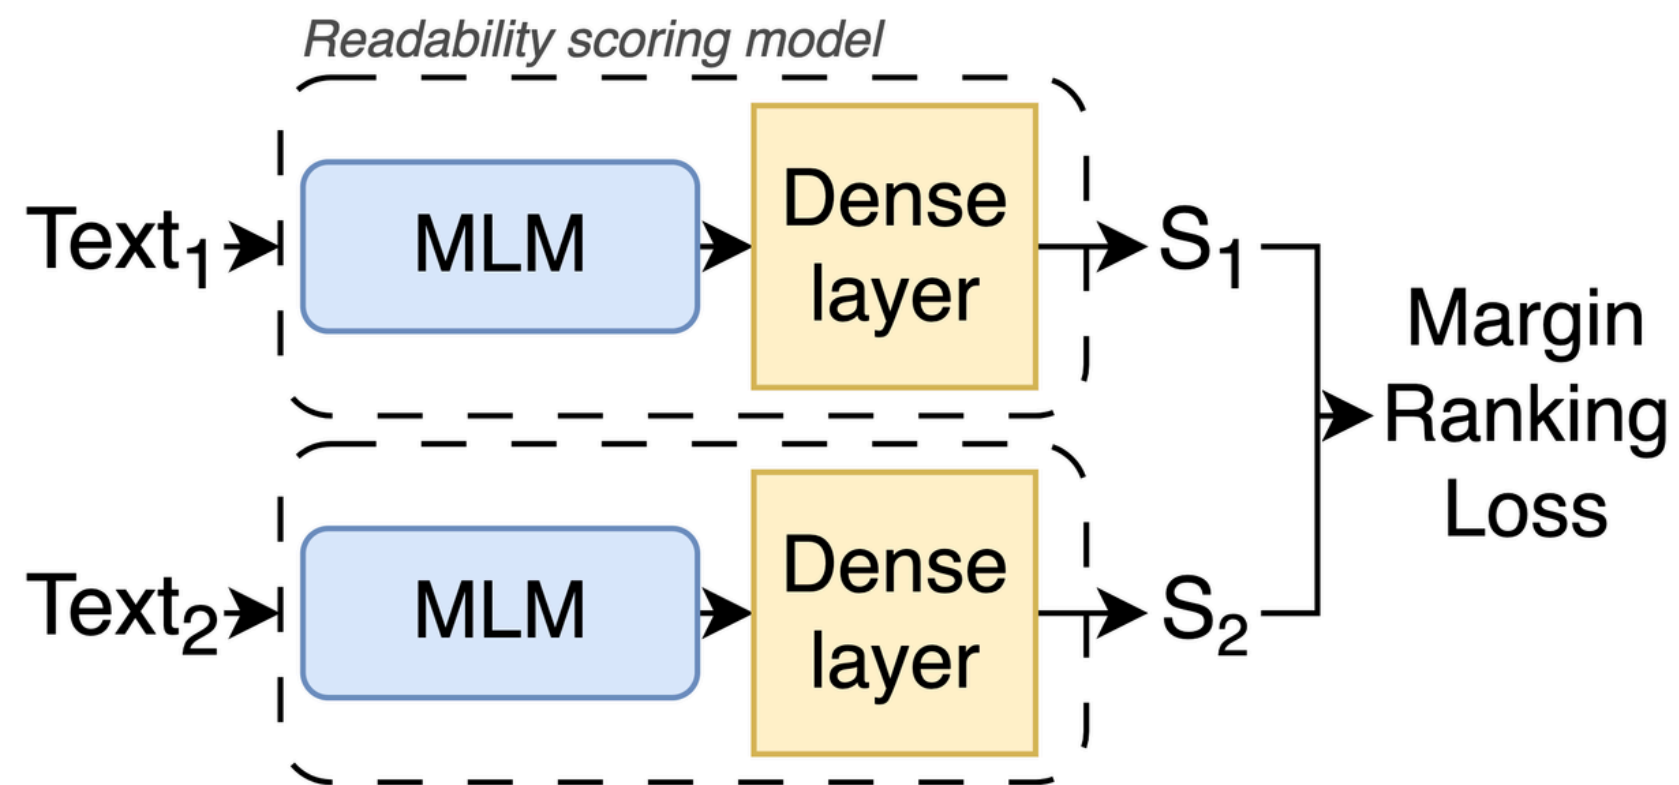 Readability scoring model
Text₁
MLM
Dense
layer
S₁
Text₂
MLM
Dense
layer
S₂
Margin
Ranking
Loss